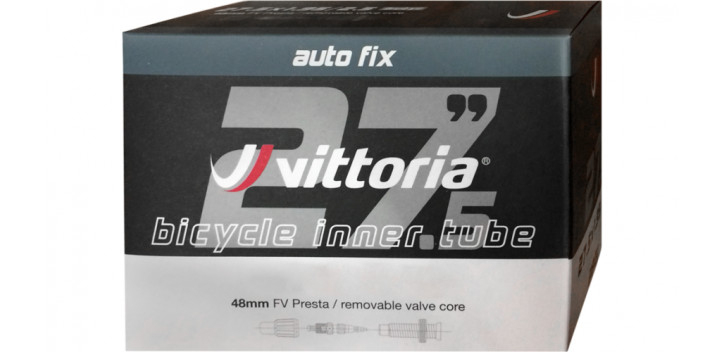 auto fix
27.5"
vittoria®
bicycle inner tube
48mm FV Presta / removable valve core